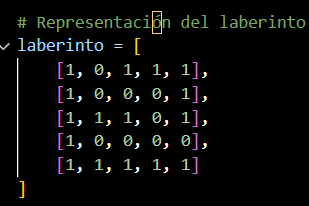 # Representación del laberinto
laberinto = [
    [1, 0, 1, 1, 1],
    [1, 0, 0, 0, 1],
    [1, 1, 1, 0, 1],
    [1, 0, 0, 0, 0],
    [1, 1, 1, 1, 1]
]